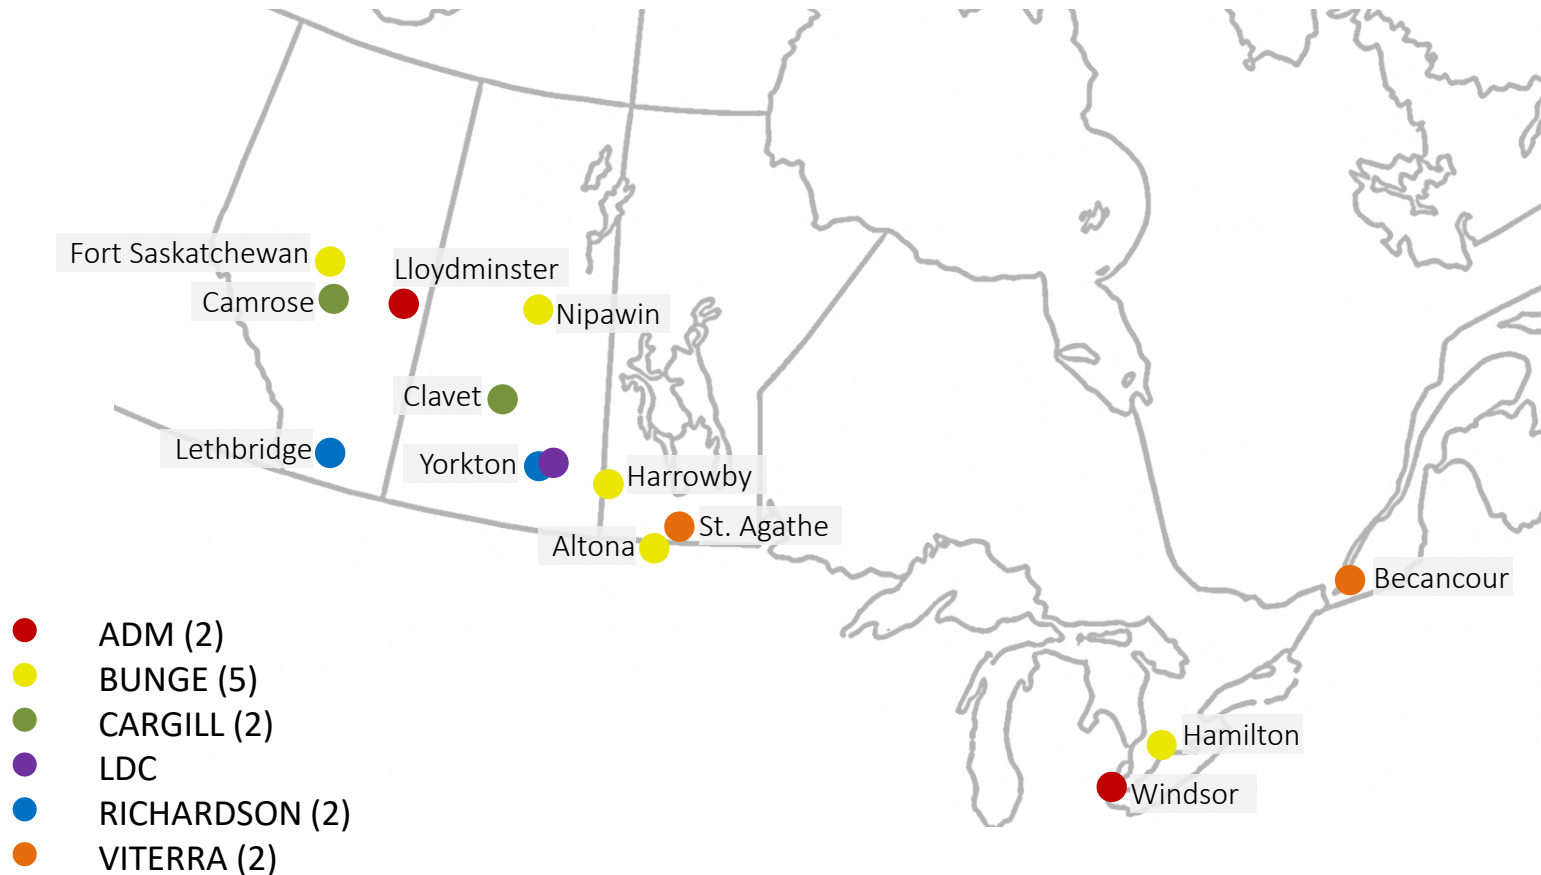 Fort Saskatchewan
Lloydminster
Camrose
Nipawin
Clavet
Lethbridge
Yorkton
Harrowby
St. Agathe
Altona
Becancour
ADM (2)
BUNGE (5)
CARGILL (2)
Hamilton
LDC
Windsor
RICHARDSON (2)
VITERRA (2)